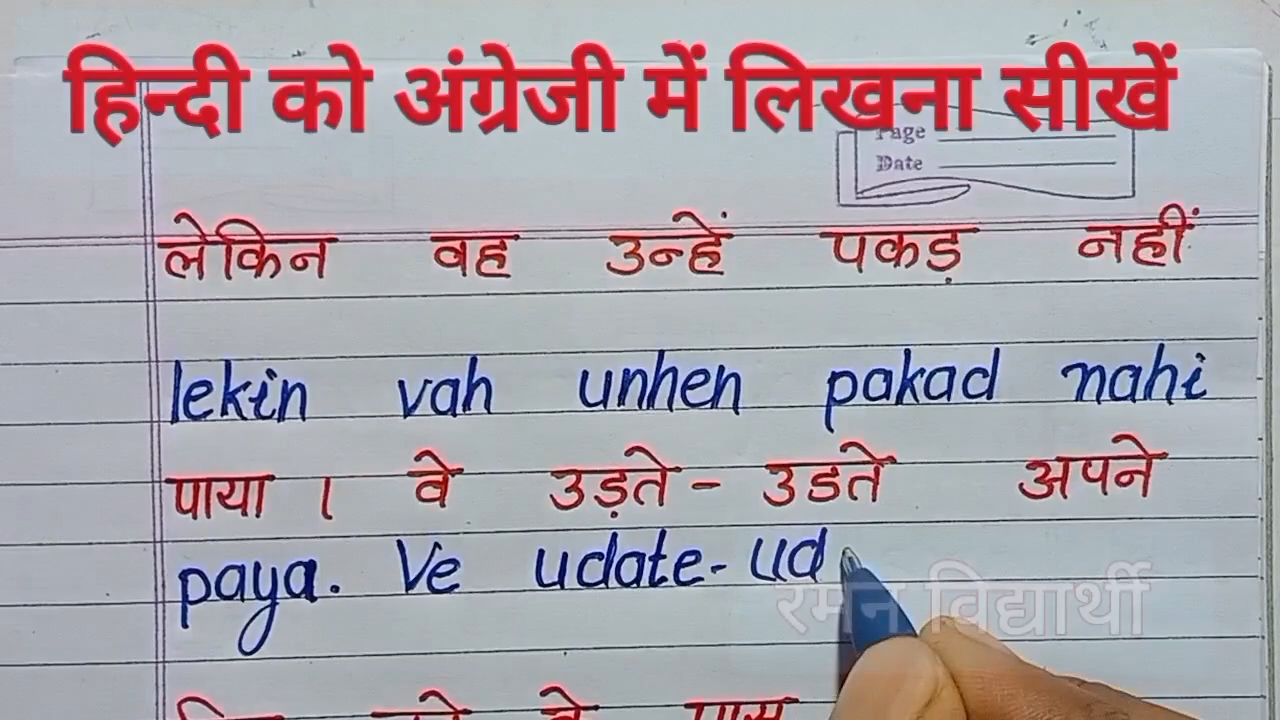 हिन्दी को अंग्रेजी में लिखना सीखें
Page
Date
लेकिन वह उन्हें पकड़ नहीं
lekin vah unhen pakad nahi
पाया । वे उड़ते - उडते अपने
paya. Ve udate-ud
रमन विद्यार्थी